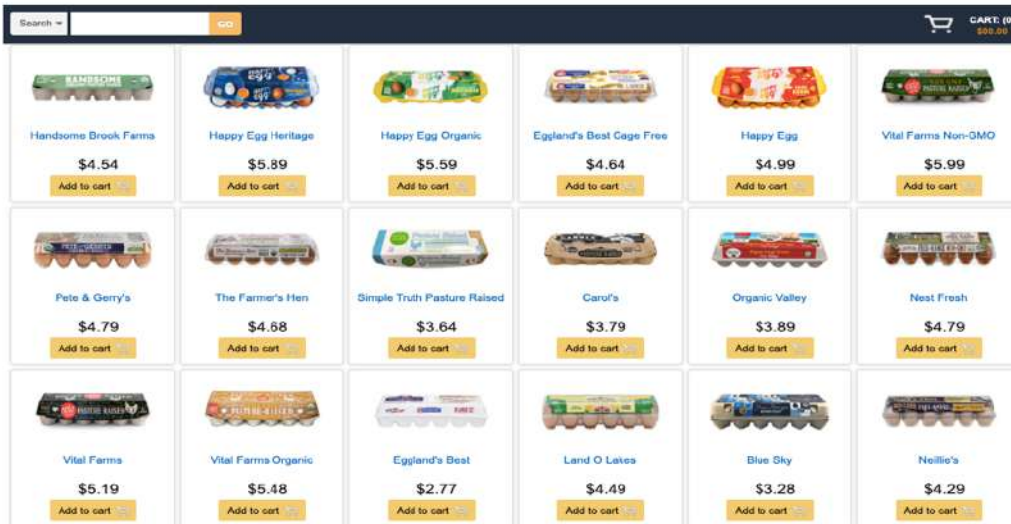 Search
GO
CART: (0
$00.00
HANDSOME
Handsome Brook Farms
Happy Egg Heritage
Happy Egg Organic
Eggland's Best Cage Free
Happy Egg
Vital Farms Non-GMO
$4.54
$5.89
$5.59
$4.64
$4.99
$5.99
Add to cart
Add to cart
Add to cart
Add to cart
Add to cart
Add to cart
Pete & Gerry's
The Farmer's Hen
Simple Truth Pasture Raised
Carol's
Organic Valley
Nest Fresh
$4.79
$4.68
$3.64
$3.79
$3.89
$4.79
Add to cart
Add to cart
Add to cart
Add to cart
Add to cart
Add to cart
PASTURE RAISED
Vital Farms
Vital Farms Organic
Eggland's Best
Land O Lakes
Blue Sky
Neillie's
$5.19
$5.48
$2.77
$4.49
$3.28
$4.29
Add to cart
Add to cart
Add to cart
Add to cart
Add to cart
Add to cart